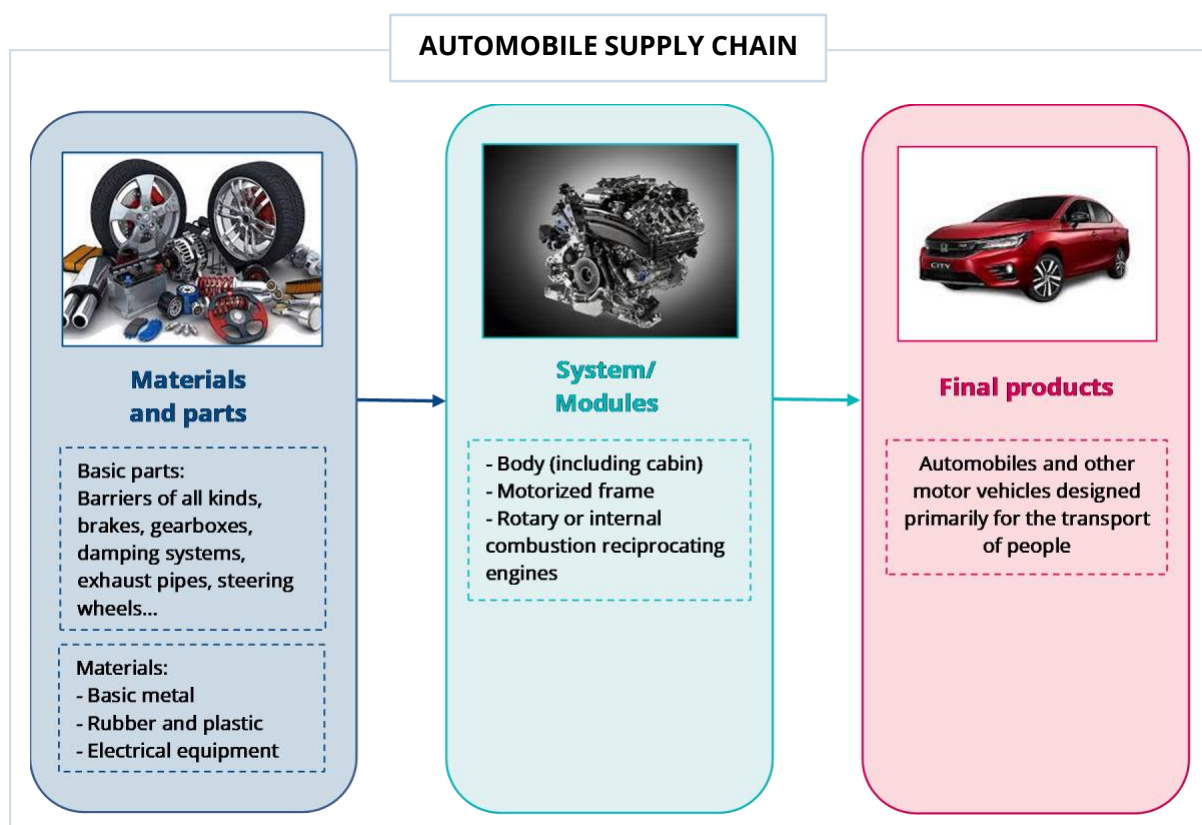 AUTOMOBILE SUPPLY CHAIN
Materials
and parts
Basic parts:
Barriers of all kinds,
brakes, gearboxes,
damping systems,
exhaust pipes, steering
wheels...
Materials:
- Basic metal
- Rubber and plastic
- Electrical equipment
System/
Modules
- Body (including cabin)
- Motorized frame
- Rotary or internal
combustion reciprocating
engines
CITY
Final products
Automobiles and other
motor vehicles designed
primarily for the transport
of people